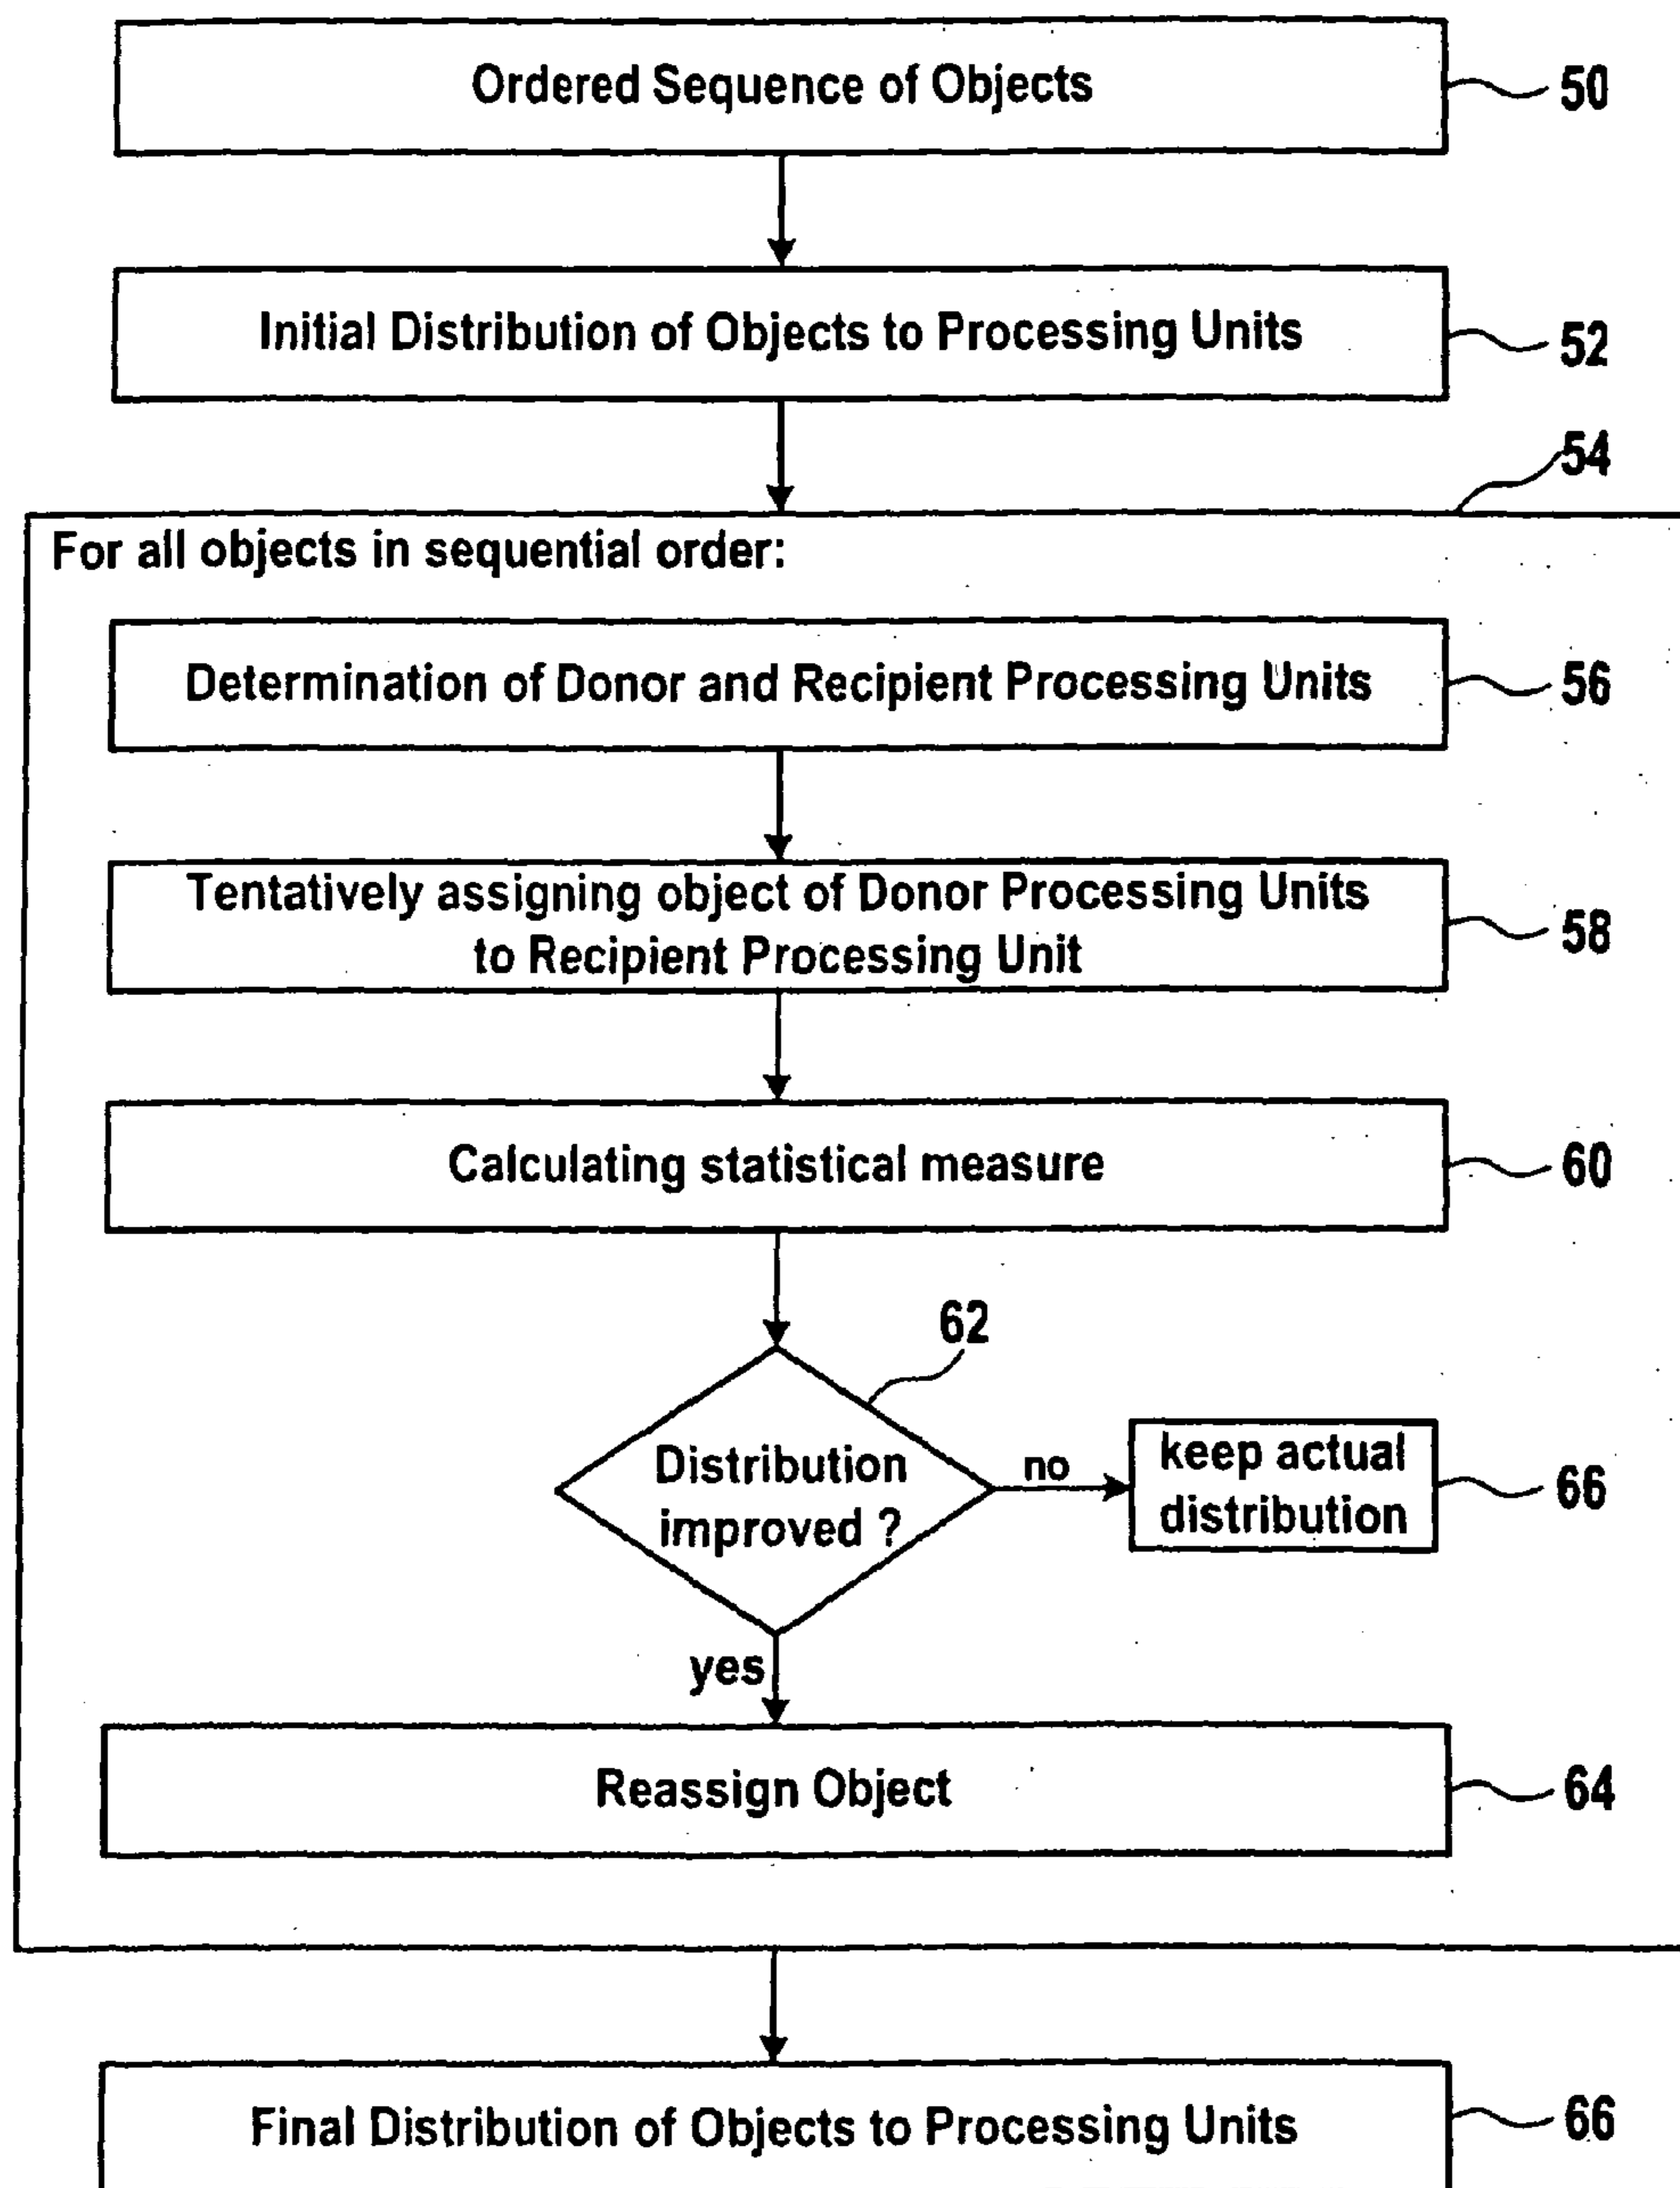 Ordered Sequence of Objects
50
Initial Distribution of Objects to Processing Units
52
54
For all objects in sequential order:
Determination of Donor and Recipient Processing Units
56
Tentatively assigning object of Donor Processing Units
to Recipient Processing Unit
58
Calculating statistical measure
60
62
Distribution
improved ?
no
keep actual
distribution
66
yes
Reassign Object
64
Final Distribution of Objects to Processing Units
66